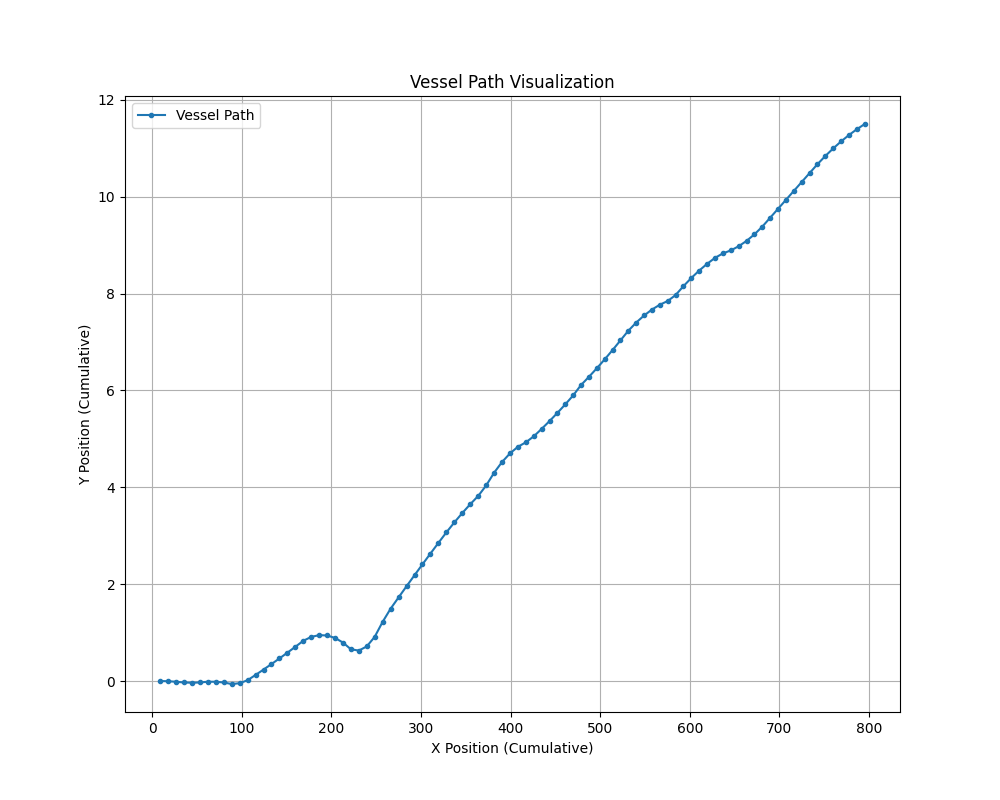 Vessel Path Visualization
Vessel Path
12
10
8
6
4
2
0
Y Position (Cumulative)
0 100 200 300 400 500 600 700 800
X Position (Cumulative)